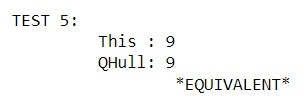 TEST 5:
This : 9
QHull: 9
*EQUIVALENT*